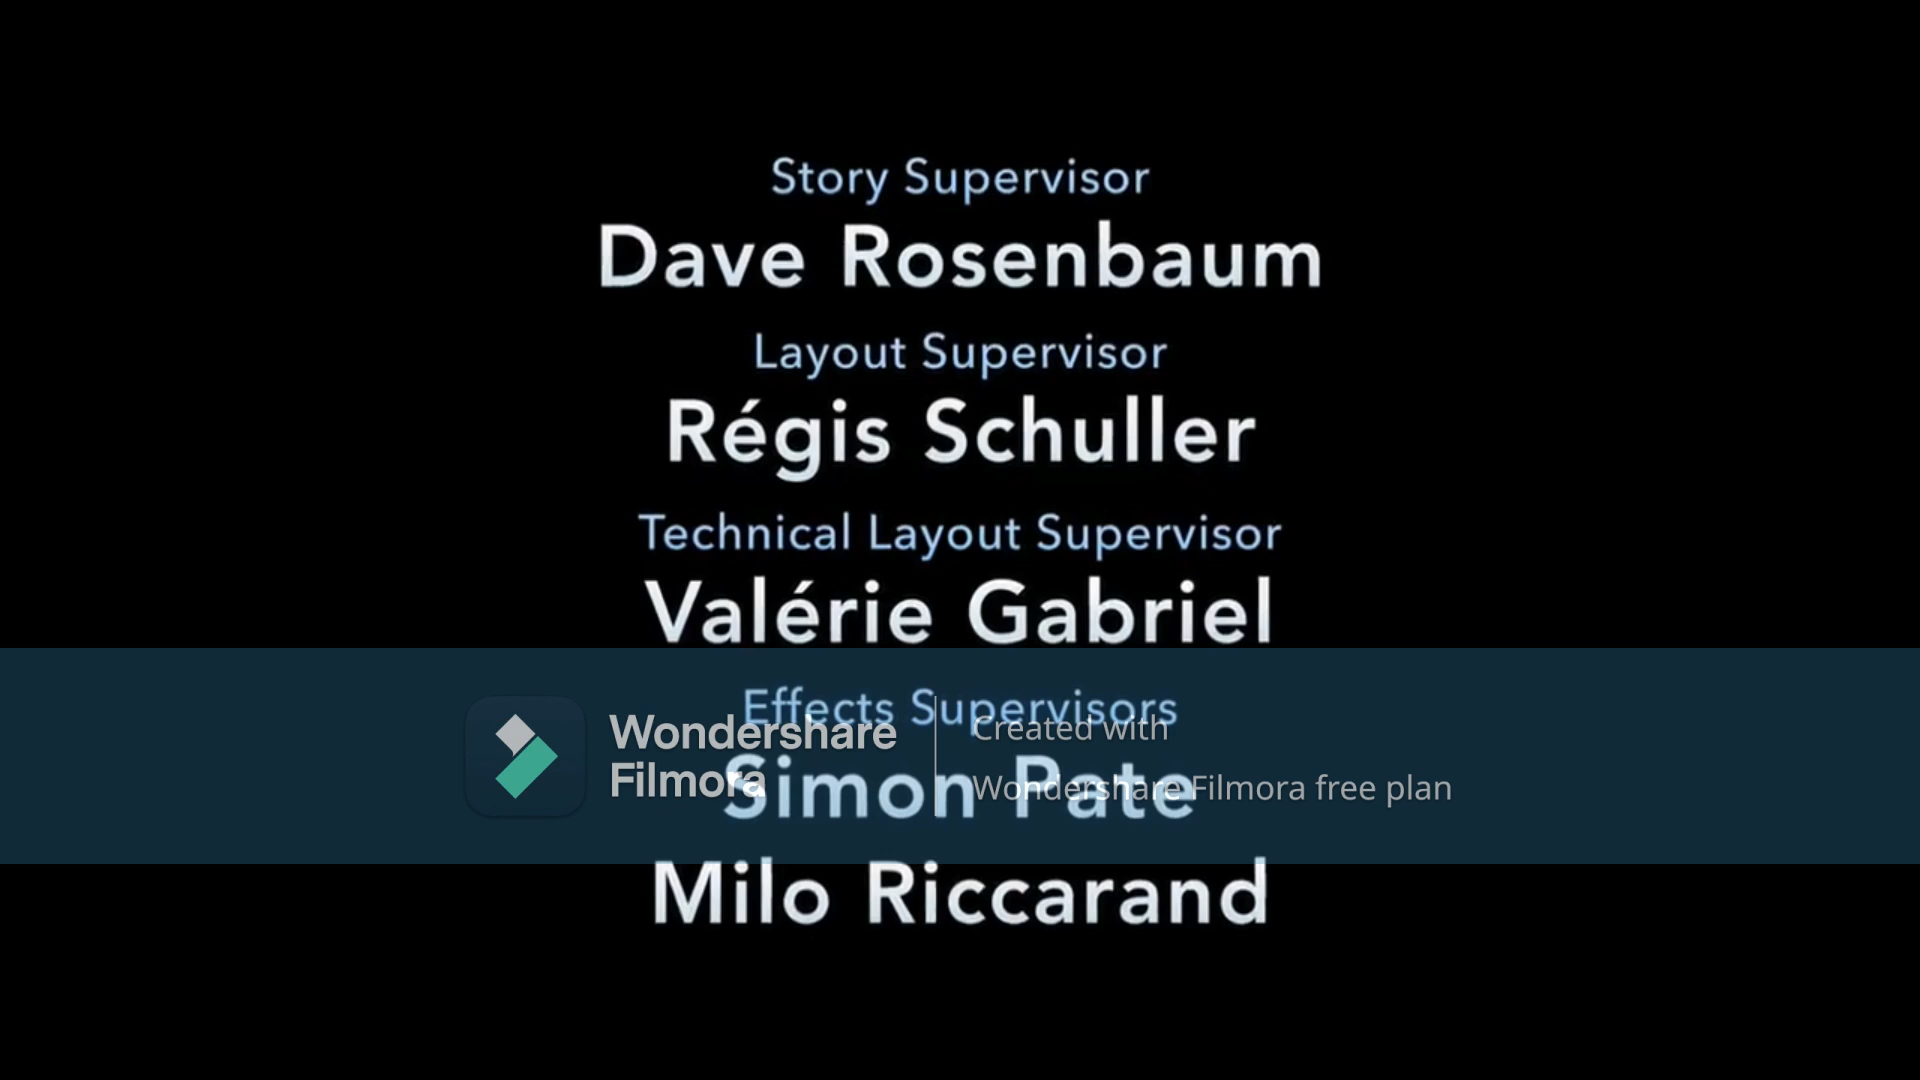 Story Supervisor
Dave Rosenbaum
Layout Supervisor
Régis Schuller
Technical Layout Supervisor
Valérie Gabriel
Effects Supervisors
Wondershare
Filmora
Created with
Wondershare Filmora free plan
Simon Pate
Milo Riccarand